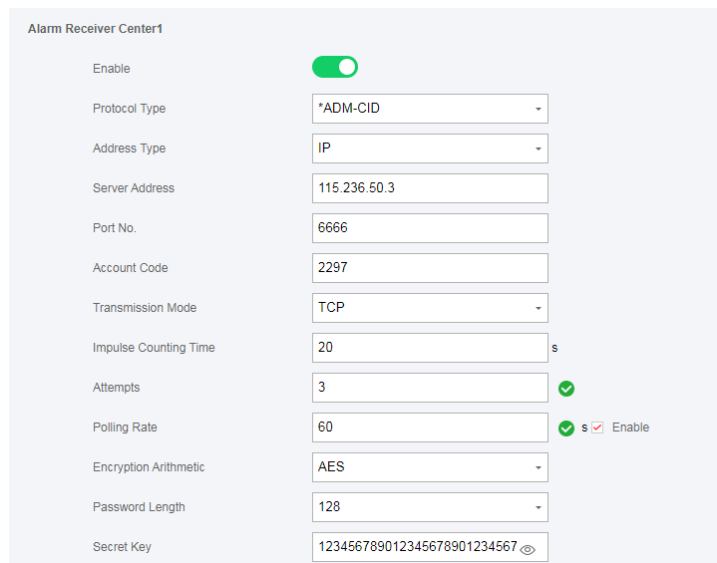 Alarm Receiver Center1
Enable
Protocol Type *ADM-CID
Address Type IP
Server Address 115.236.50.3
Port No. 6666
Account Code 2297
Transmission Mode TCP
Impulse Counting Time 20 s
Attempts 3
Polling Rate 60 s Enable
Encryption Arithmetic AES
Password Length 128
Secret Key 123456789012345678901234567